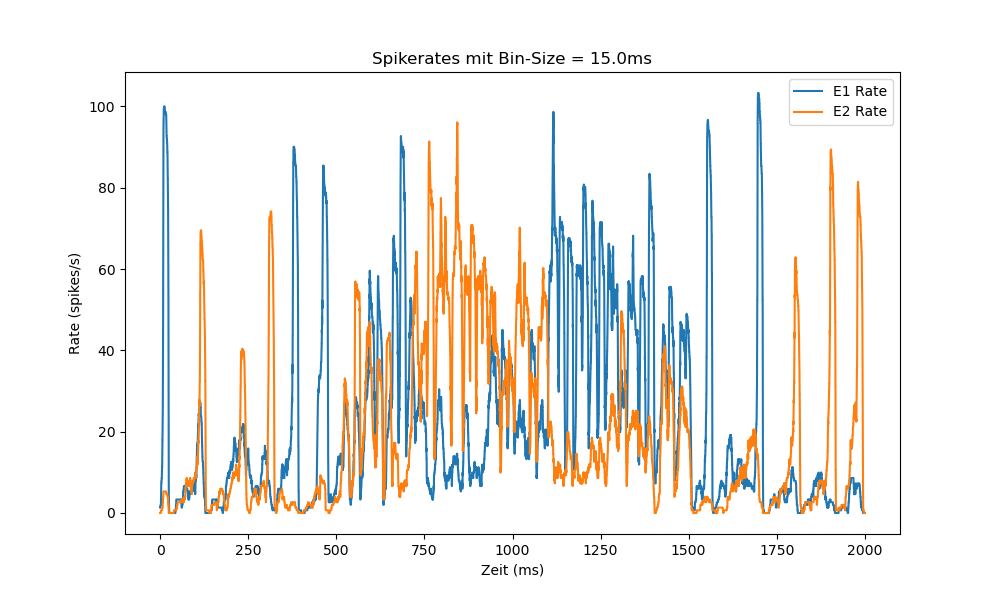 Spikerates mit Bin-Size = 15.0ms
E1 Rate
E2 Rate
Rate (spikes/s)
100
80
60
40
20
0
0 250 500 750 1000 1250 1500 1750 2000
Zeit (ms)